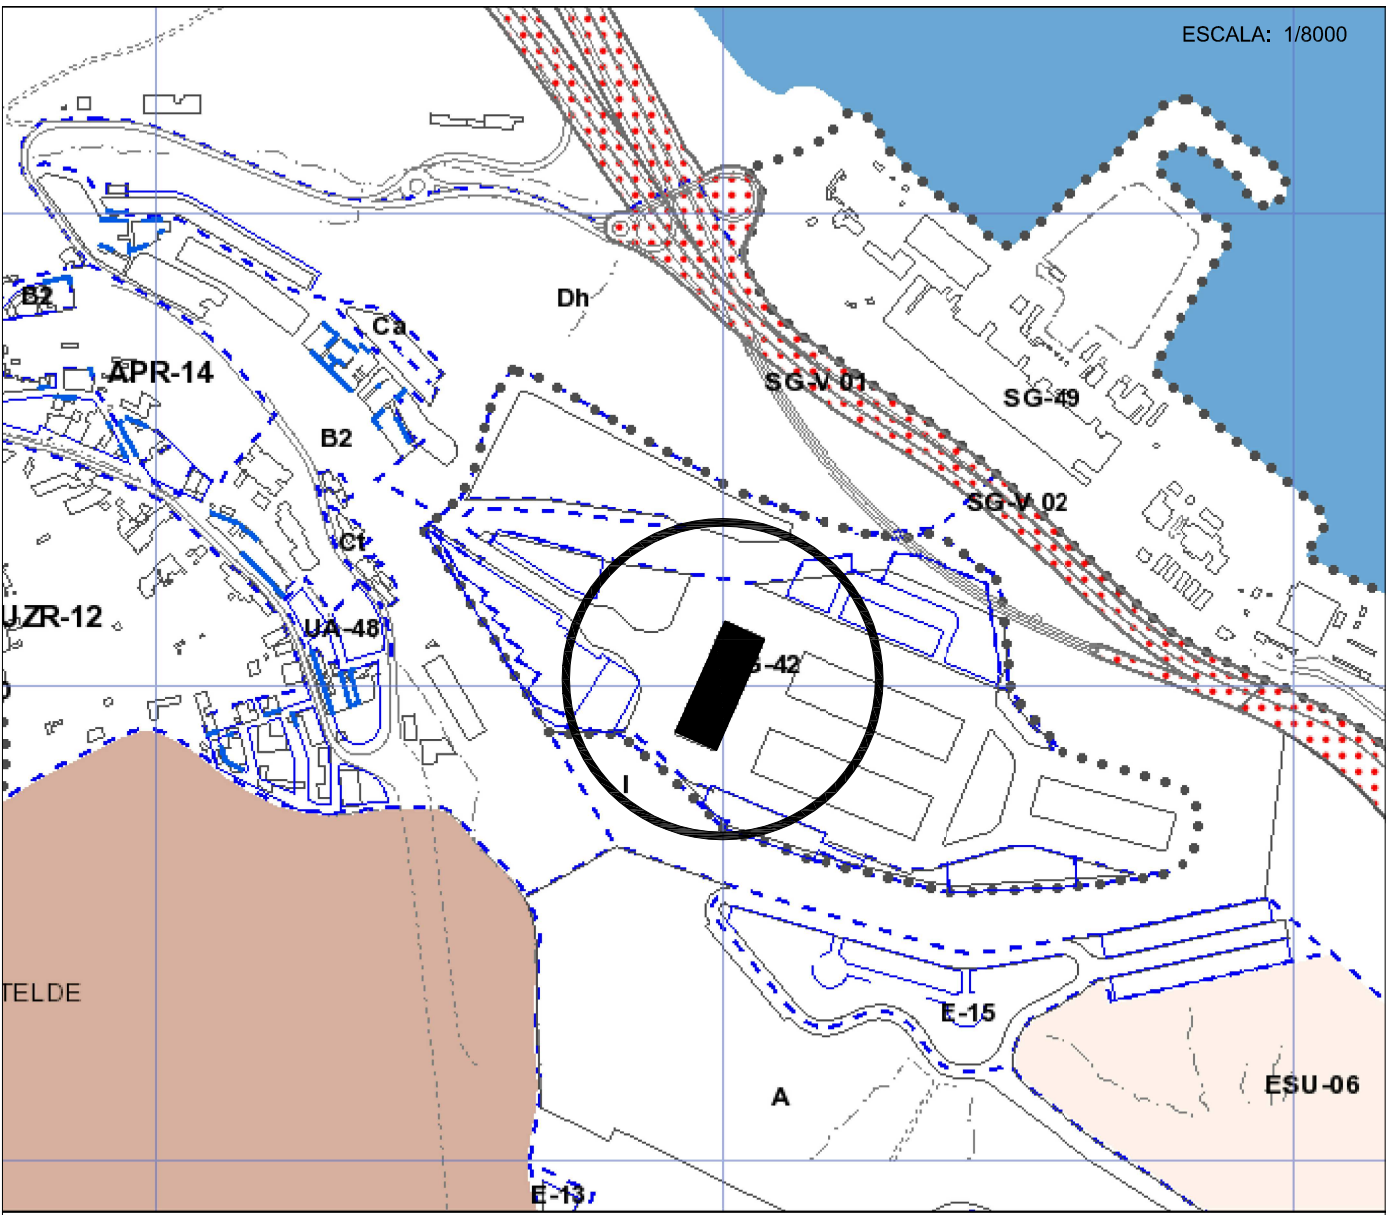 ESCALA: 1/8000
B2
Dh
Ca
APR-14
SG-V 01
SG-49
B2
SG-V 02
Ct
UZR-12
UA-48
G-42
I
TELDE
E-15
ESU-06
A
E-13